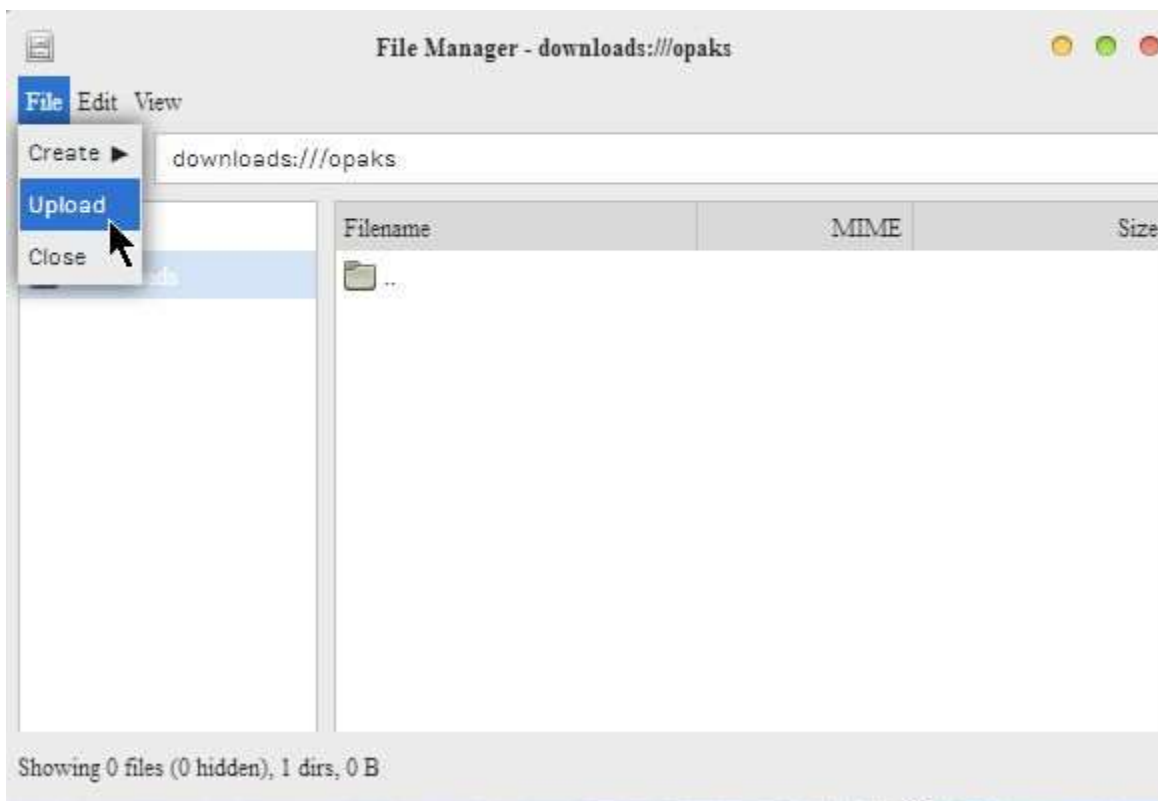 File Manager - downloads:///opaks
File Edit View
Create ▶
downloads:///opaks
Upload
Close
Filename MIME Size
..
Showing 0 files (0 hidden), 1 dirs, 0 B